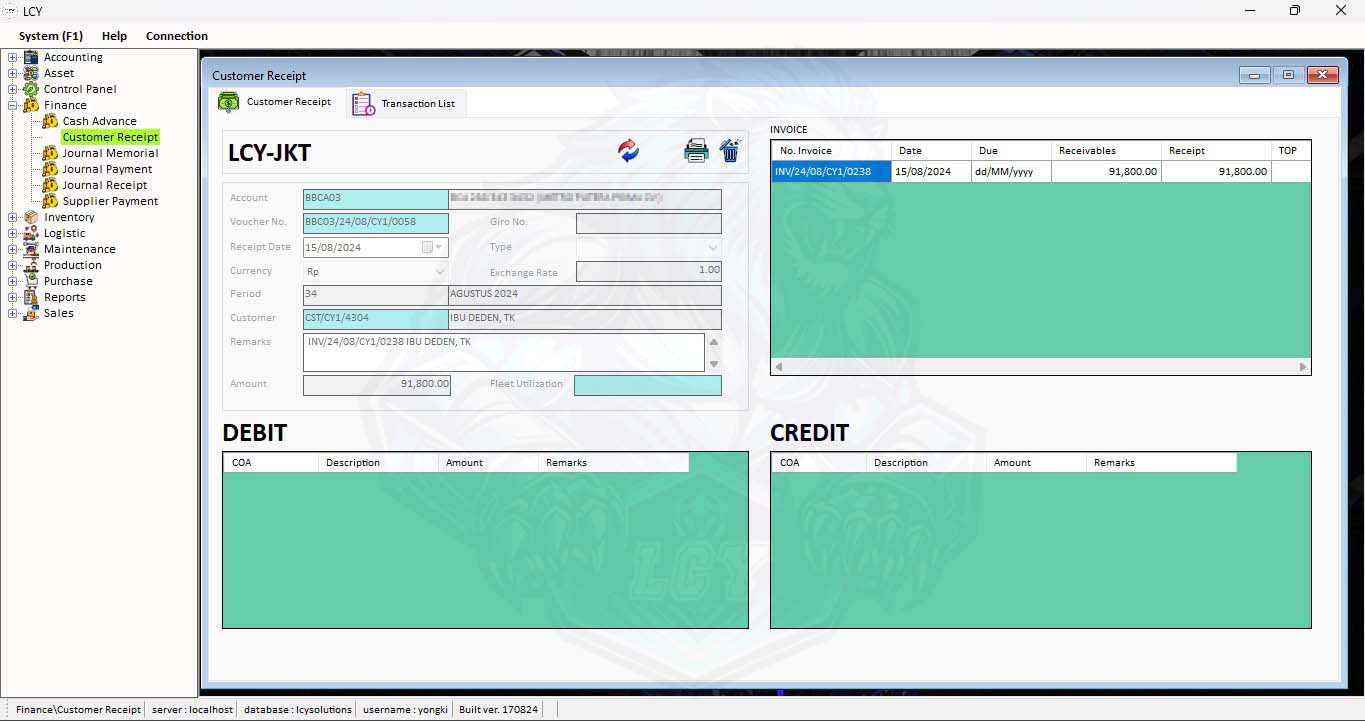 LCY
System (F1) Help Connection
Accounting
Asset
Control Panel
Finance
Cash Advance
Customer Receipt
Journal Memorial
Journal Payment
Journal Receipt
Supplier Payment
Inventory
Logistic
Maintenance
Production
Purchase
Reports
Sales
Customer Receipt
Customer Receipt Transaction List
LCY-JKT
Account BBCA03
Voucher No. BBC03/24/08/CY1/0058 Giro No.
Receipt Date 15/08/2024 Type
Currency Rp Exchange Rate 1.00
Period 34 AGUSTUS 2024
Customer CST/CY1/4304 IBU DEDEN, TK
Remarks INV/24/08/CY1/0238 IBU DEDEN, TK
Amount 91,800.00 Fleet Utilization
INVOICE
No. Invoice Date Due Receivables Receipt TOP
INV/24/08/CY1/0238 15/08/2024 dd/MM/yyyy 91,800.00 91,800.00
DEBIT
COA Description Amount Remarks
CREDIT
COA Description Amount Remarks
LCY
Finance\Customer Receipt server : localhost database : lcysolutions username : yongki Built ver. 170824